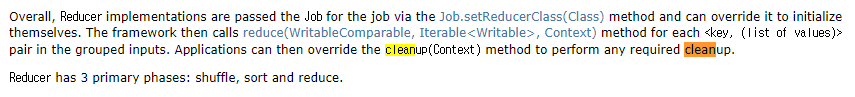 Overall, Reducer implementations are passed the Job for the job via the Job.setReducerClass(Class) method and can override it to initialize
themselves. The framework then calls reduce(WritableComparable, Iterable<Writable>, Context) method for each <key, (list of values)>
pair in the grouped inputs. Applications can then override the cleanup(Context) method to perform any required cleanup.
Reducer has 3 primary phases: shuffle, sort and reduce.